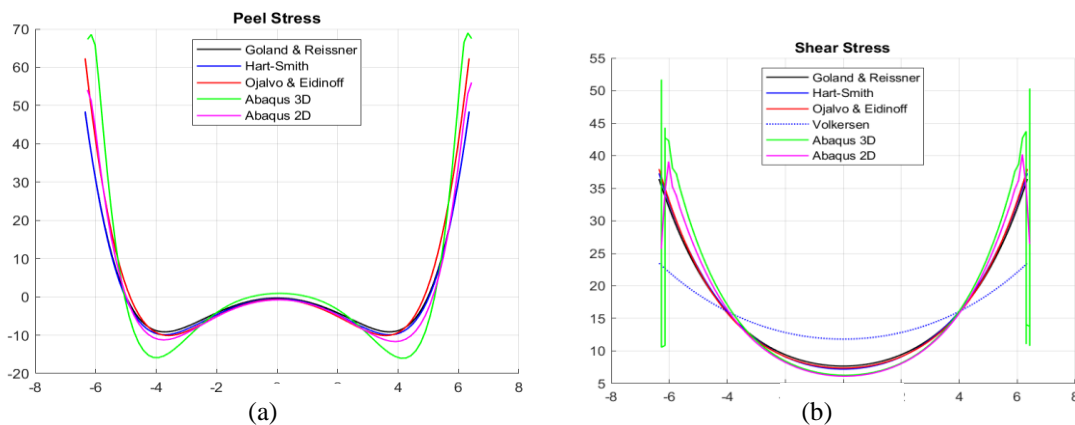 Peel Stress
70
60
50
40
30
20
10
0
-10
-20
-8
-6
-4
-2
0
2
4
6
8
Goland & Reissner
Hart-Smith
Ojalvo & Eidinoff
Abaqus 3D
Abaqus 2D
(a)
Shear Stress
55
50
45
40
35
30
25
20
15
10
5
-8
-6
-4
0
4
6
8
Goland & Reissner
Hart-Smith
Ojalvo & Eidinoff
Volkersen
Abaqus 3D
Abaqus 2D
(b)